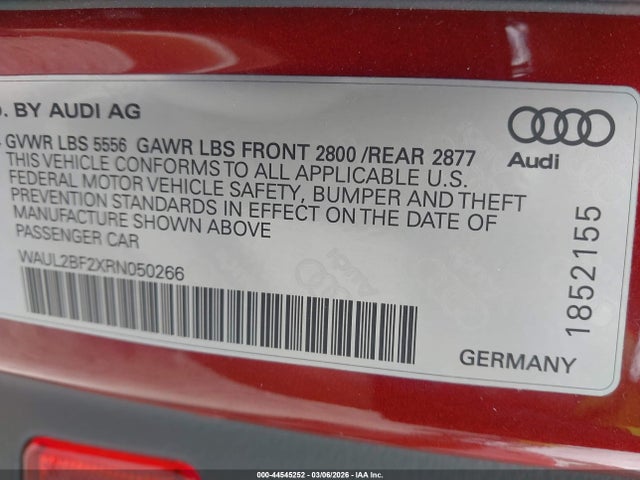 . BY AUDI AG
GVWR LBS 5556 GAWR LBS FRONT 2800 /REAR 2877
THIS VEHICLE CONFORMS TO ALL APPLICABLE U.S.
FEDERAL MOTOR VEHICLE SAFETY, BUMPER AND THEFT
PREVENTION STANDARDS IN EFFECT ON THE DATE OF
MANUFACTURE SHOWN ABOVE
PASSENGER CAR
WAUL2BF2XRN050266
Audi
1852155
GERMANY
000-44545252 - 03/06/2026 - IAA Inc.